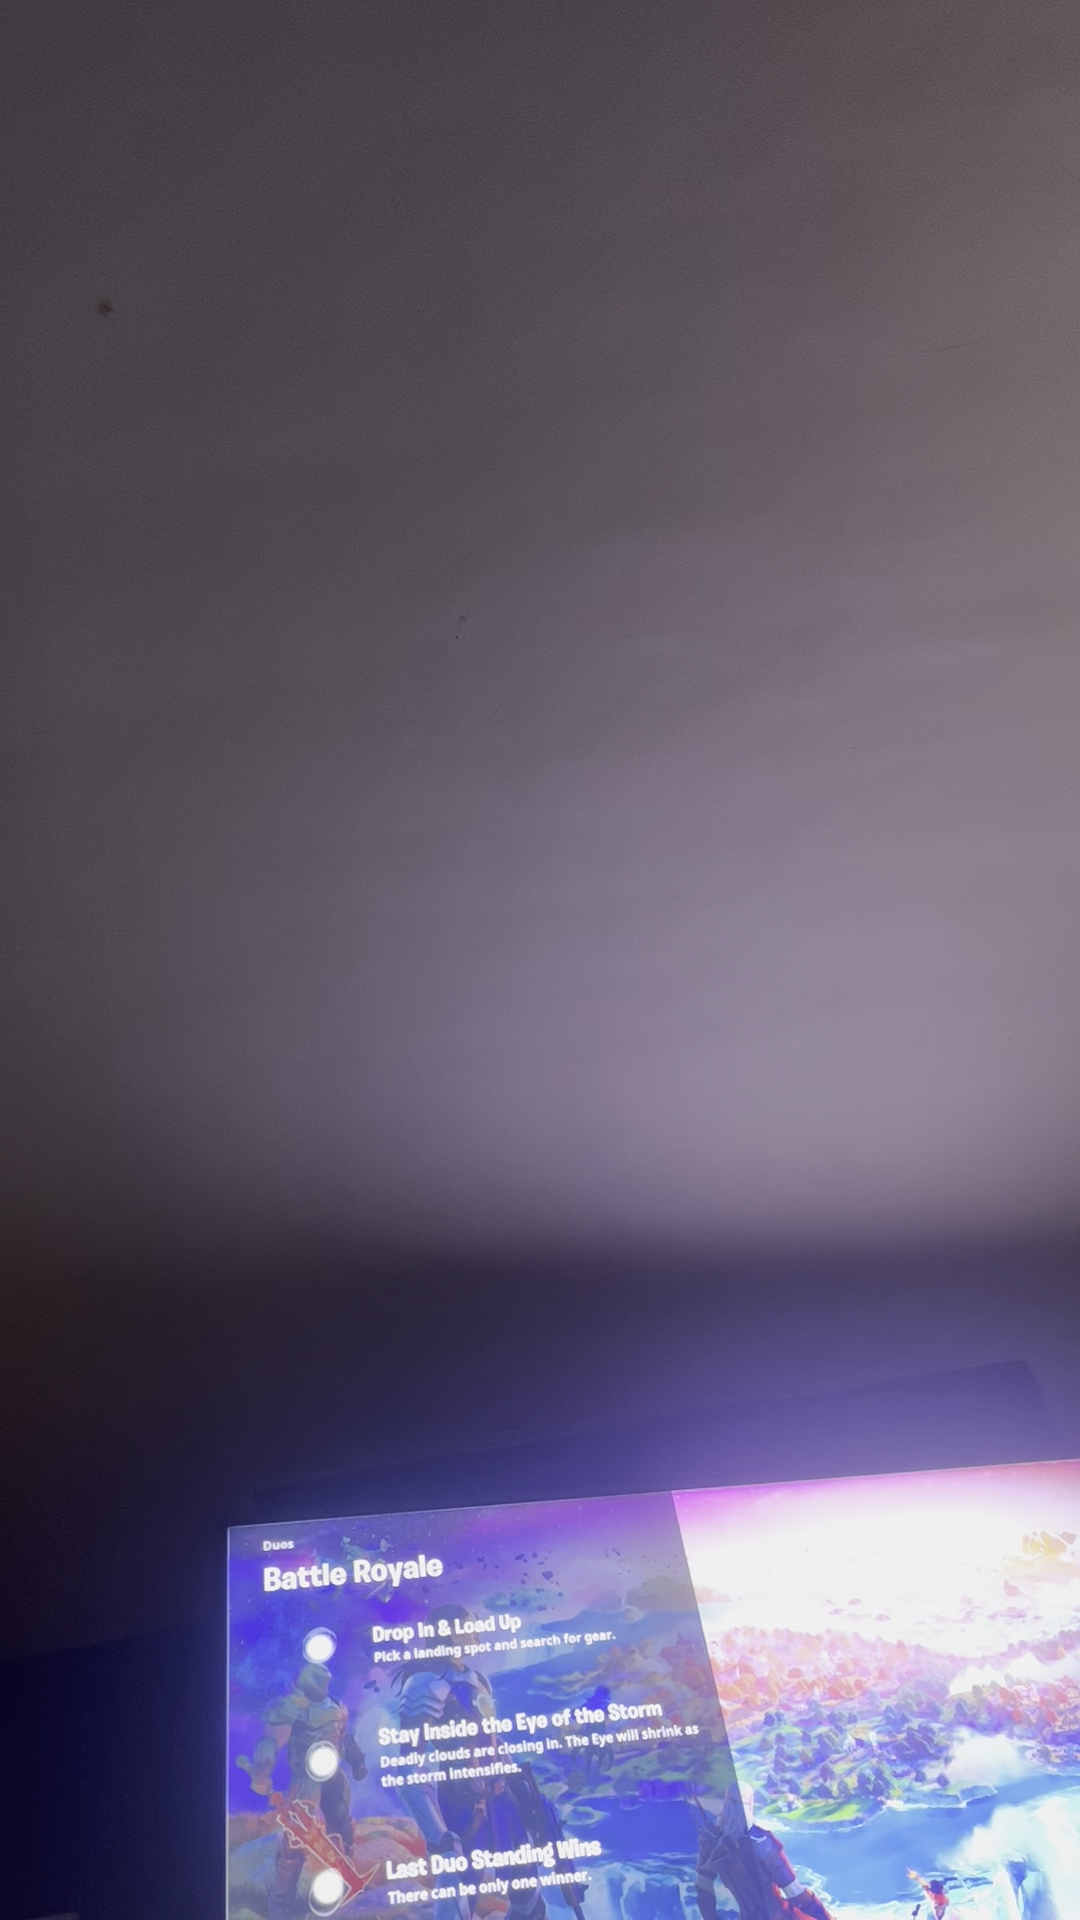 Duos
Battle Royale
Drop In & Load Up
Pick a landing spot and search for gear.
Stay Inside the Eye of the Storm
Deadly clouds are closing in. The Eye will shrink as
the storm intensifies.
Last Duo Standing Wins
There can be only one winner.